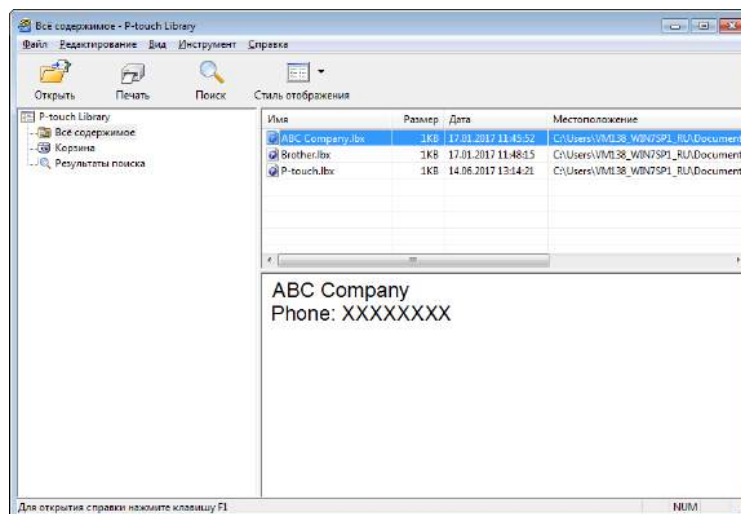 Всё содержимое - P-touch Library
Файл Редактирование Вид Инструмент Справка
Открыть Печать Поиск Стиль отображения
P-touch Library
Всё содержимое
Корзина
Результаты поиска
Имя Размер Дата Местоположение
ABC Company.lbx 1KB 17.01.2017 11:45:52 C:\Users\VM138_WIN7SP1_RU\Document
Brother.lbx 1KB 17.01.2017 11:48:15 C:\Users\VM138_WIN7SP1_RU\Document
P-touch.lbx 1KB 14.06.2017 13:14:21 C:\Users\VM138_WIN7SP1_RU\Document
ABC Company
Phone: XXXXXXXX
Для открытия справки нажмите клавишу F1 NUM